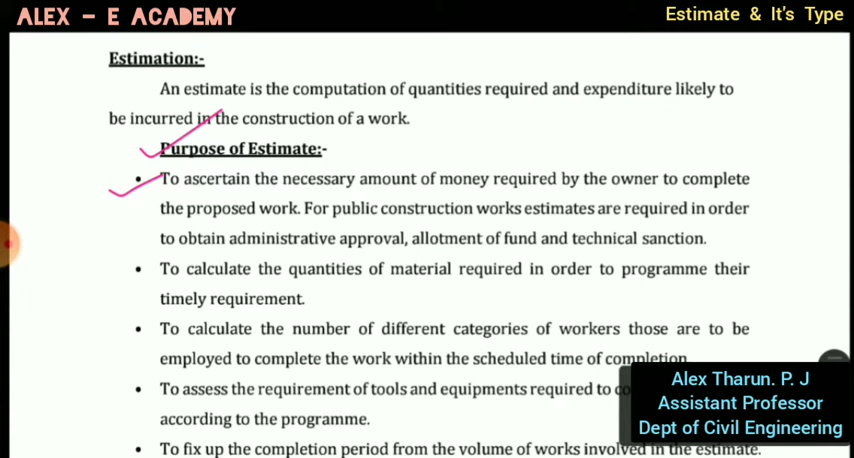 ALEX - E ACADEMY
Estimate & It's Type
Estimation:-
An estimate is the computation of quantities required and expenditure likely to
be incurred in the construction of a work.
Purpose of Estimate:-
• To ascertain the necessary amount of money required by the owner to complete
the proposed work. For public construction works estimates are required in order
to obtain administrative approval, allotment of fund and technical sanction.
• To calculate the quantities of material required in order to programme their
timely requirement.
• To calculate the number of different categories of workers those are to be
employed to complete the work within the scheduled time of completion
• To assess the requirement of tools and equipments required to
according to the programme.
• To fix up the completion period from the volume of works involved in the estimate.
Alex Tharun. P. J
Assistant Professor
Dept of Civil Engineering